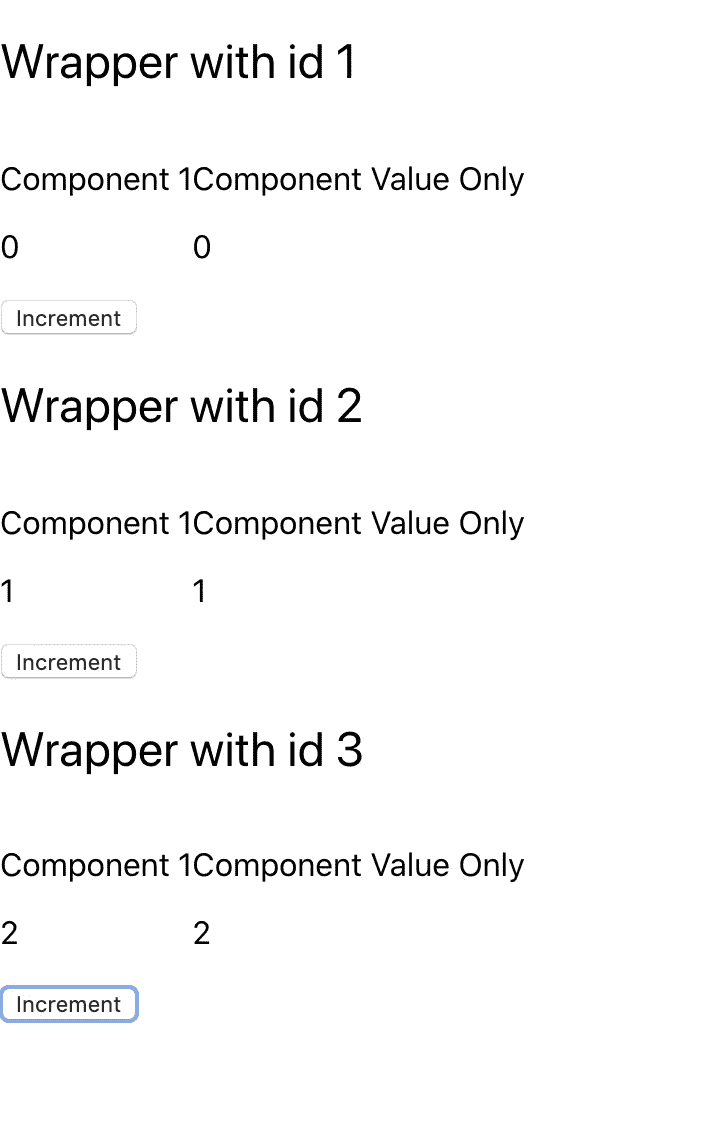 Wrapper with id 1
Component 1Component Value Only
0 0
Increment
Wrapper with id 2
Component 1Component Value Only
1 1
Increment
Wrapper with id 3
Component 1Component Value Only
2 2
Increment